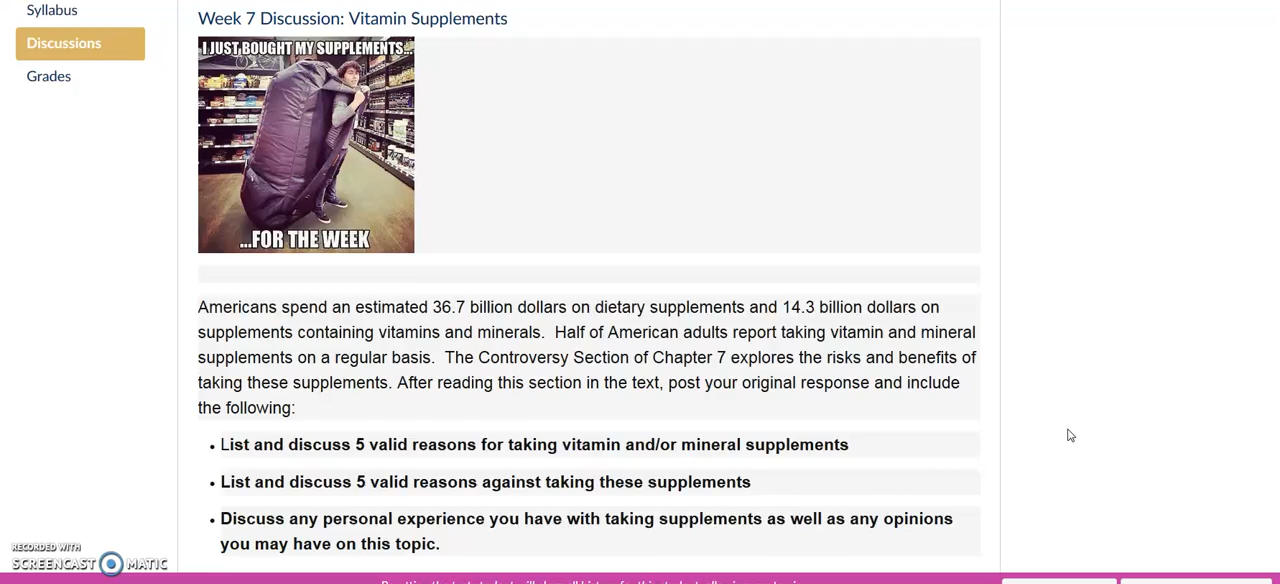 Syllabus
Week 7 Discussion: Vitamin Supplements
Discussions
I JUST BOUGHT MY SUPPLEMENTS...
Grades
...FOR THE WEEK
Americans spend an estimated 36.7 billion dollars on dietary supplements and 14.3 billion dollars on
supplements containing vitamins and minerals.  Half of American adults report taking vitamin and mineral
supplements on a regular basis.  The Controversy Section of Chapter 7 explores the risks and benefits of
taking these supplements. After reading this section in the text, post your original response and include
the following:
• List and discuss 5 valid reasons for taking vitamin and/or mineral supplements
• List and discuss 5 valid reasons against taking these supplements
• Discuss any personal experience you have with taking supplements as well as any opinions
you may have on this topic.
RECORDED WITH
SCREENCAST MATIC